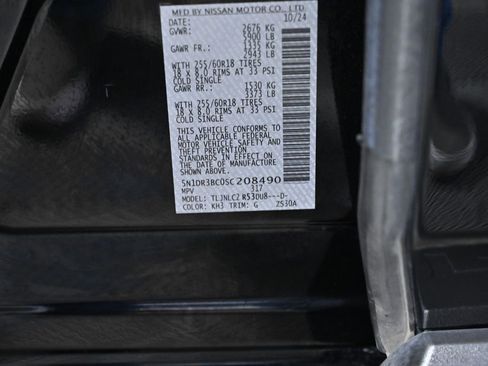 MFD BY NISSAN MOTOR CO., LTD.
DATE: 10/24
GVWR: 2676 KG
5900 LB
GAWR FR.: 1335 KG
2943 LB
WITH 255/60R18 TIRES
18 X 8.0 RIMS AT 33 PSI
COLD SINGLE
GAWR RR.: 1530 KG
3373 LB
WITH 255/60R18 TIRES
18 X 8.0 RIMS AT 33 PSI
COLD SINGLE
THIS VEHICLE CONFORMS TO
ALL APPLICABLE FEDERAL
MOTOR VEHICLE SAFETY
AND THEFT PREVENTION
STANDARDS IN EFFECT ON
THE DATE OF MANUFACTURE
SHOWN ABOVE.
5N1DR3BC0SC208490
MPV 317
MODEL: TLJNLCZ R53OU8---D-
COLOR: KH3 TRIM: G ZS30A